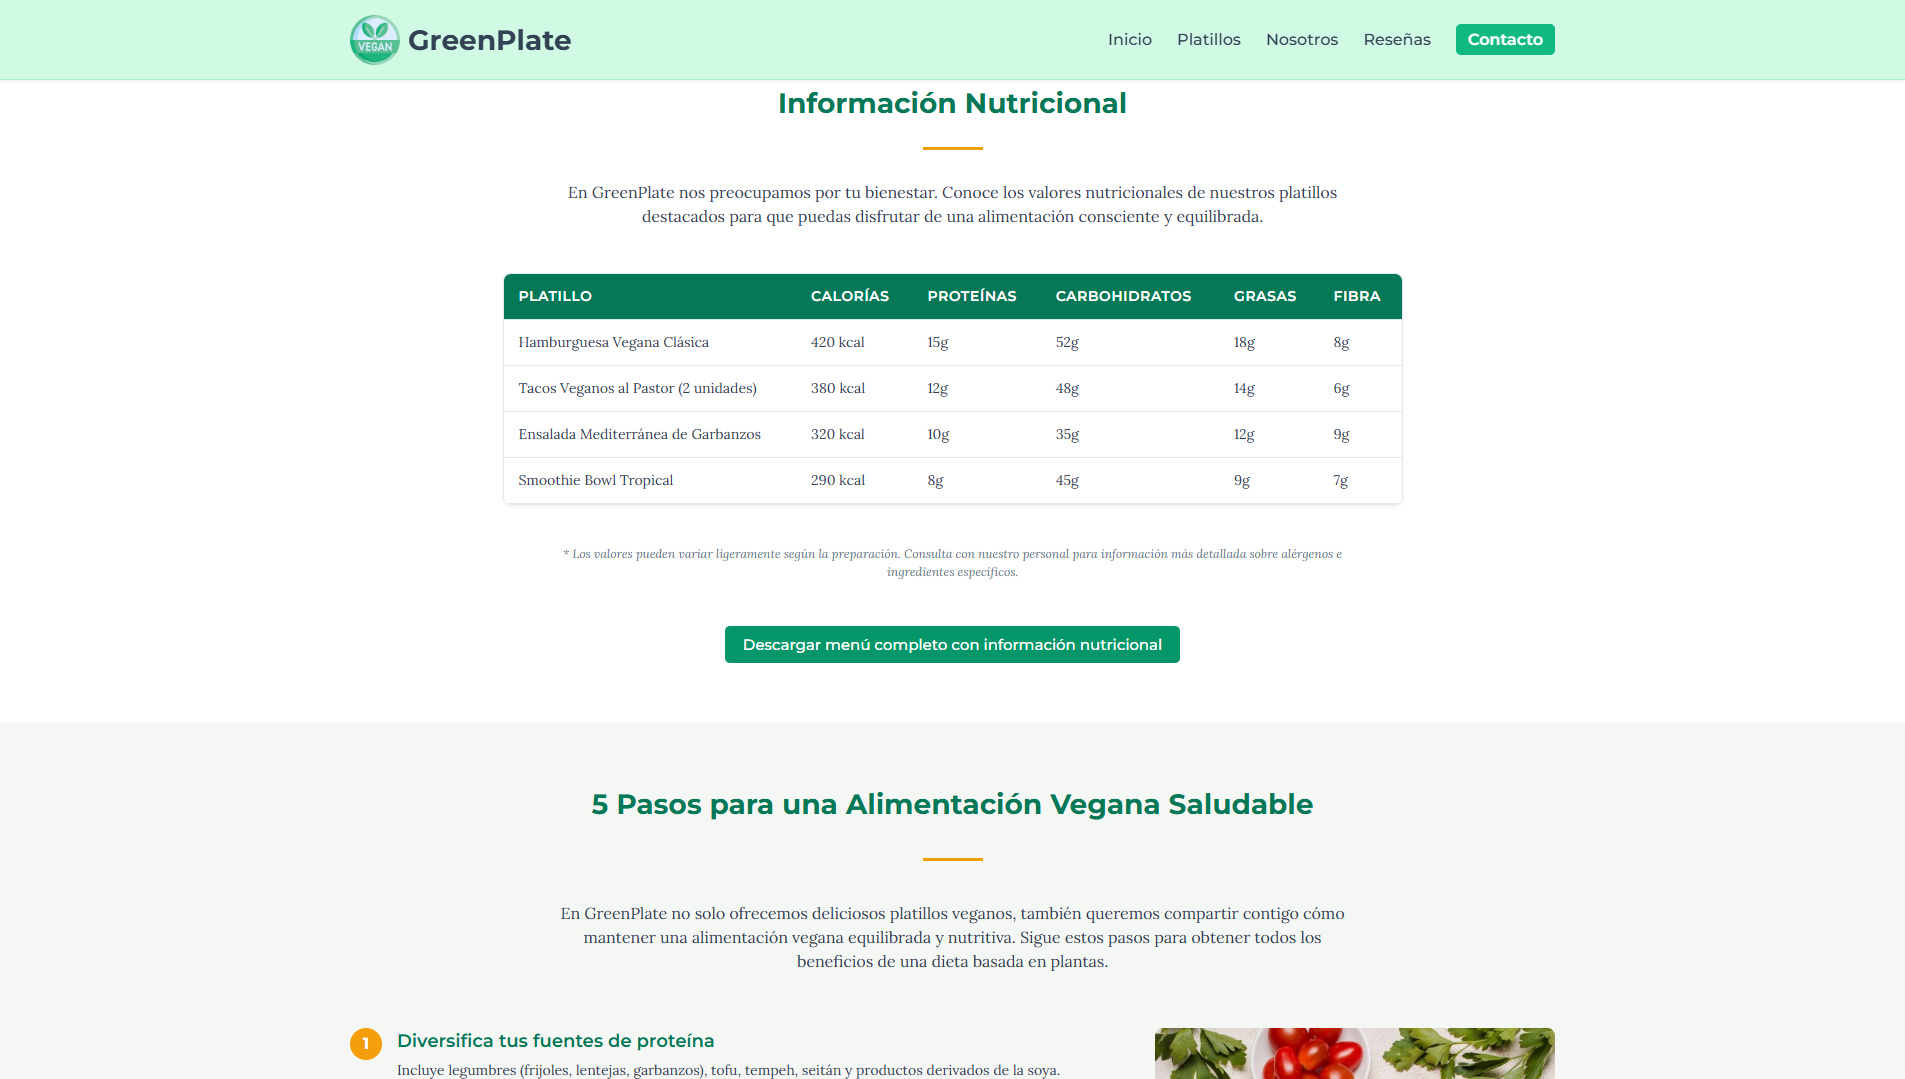 VEGAN
GreenPlate
Inicio Platillos Nosotros Reseñas Contacto
Información Nutricional
En GreenPlate nos preocupamos por tu bienestar. Conoce los valores nutricionales de nuestros platillos
destacados para que puedas disfrutar de una alimentación consciente y equilibrada.
PLATILLO CALORÍAS PROTEÍNAS CARBOHIDRATOS GRASAS FIBRA
Hamburguesa Vegana Clásica 420 kcal 15g 52g 18g 8g
Tacos Veganos al Pastor (2 unidades) 380 kcal 12g 48g 14g 6g
Ensalada Mediterránea de Garbanzos 320 kcal 10g 35g 12g 9g
Smoothie Bowl Tropical 290 kcal 8g 45g 9g 7g
* Los valores pueden variar ligeramente según la preparación. Consulta con nuestro personal para información más detallada sobre alérgenos e
ingredientes específicos.
Descargar menú completo con información nutricional
5 Pasos para una Alimentación Vegana Saludable
En GreenPlate no solo ofrecemos deliciosos platillos veganos, también queremos compartir contigo cómo
mantener una alimentación vegana equilibrada y nutritiva. Sigue estos pasos para obtener todos los
beneficios de una dieta basada en plantas.
1 Diversifica tus fuentes de proteína
Incluye legumbres (frijoles, lentejas, garbanzos), tofu, tempeh, seitán y productos derivados de la soya.